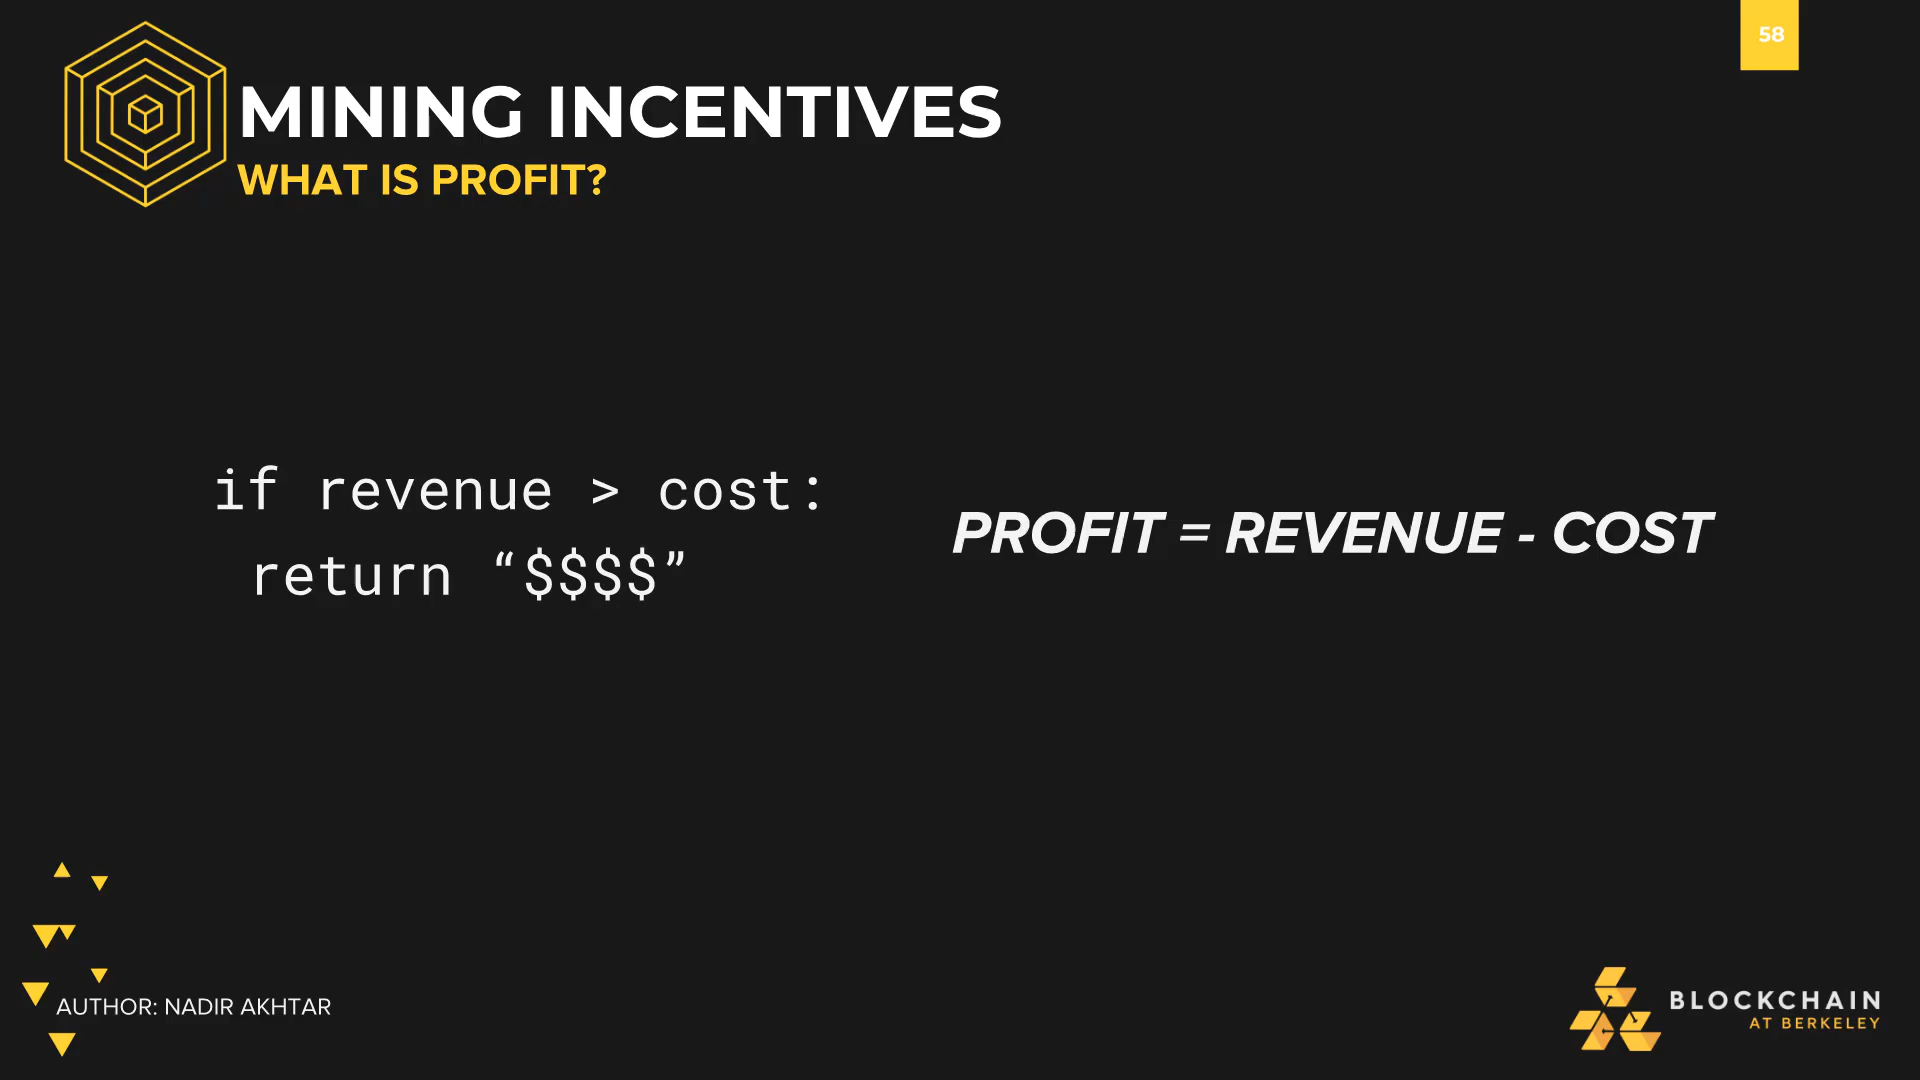 58
MINING INCENTIVES
WHAT IS PROFIT?
if revenue > cost:
return “$$$$”
PROFIT = REVENUE - COST
AUTHOR: NADIR AKHTAR
BLOCKCHAIN
AT BERKELEY